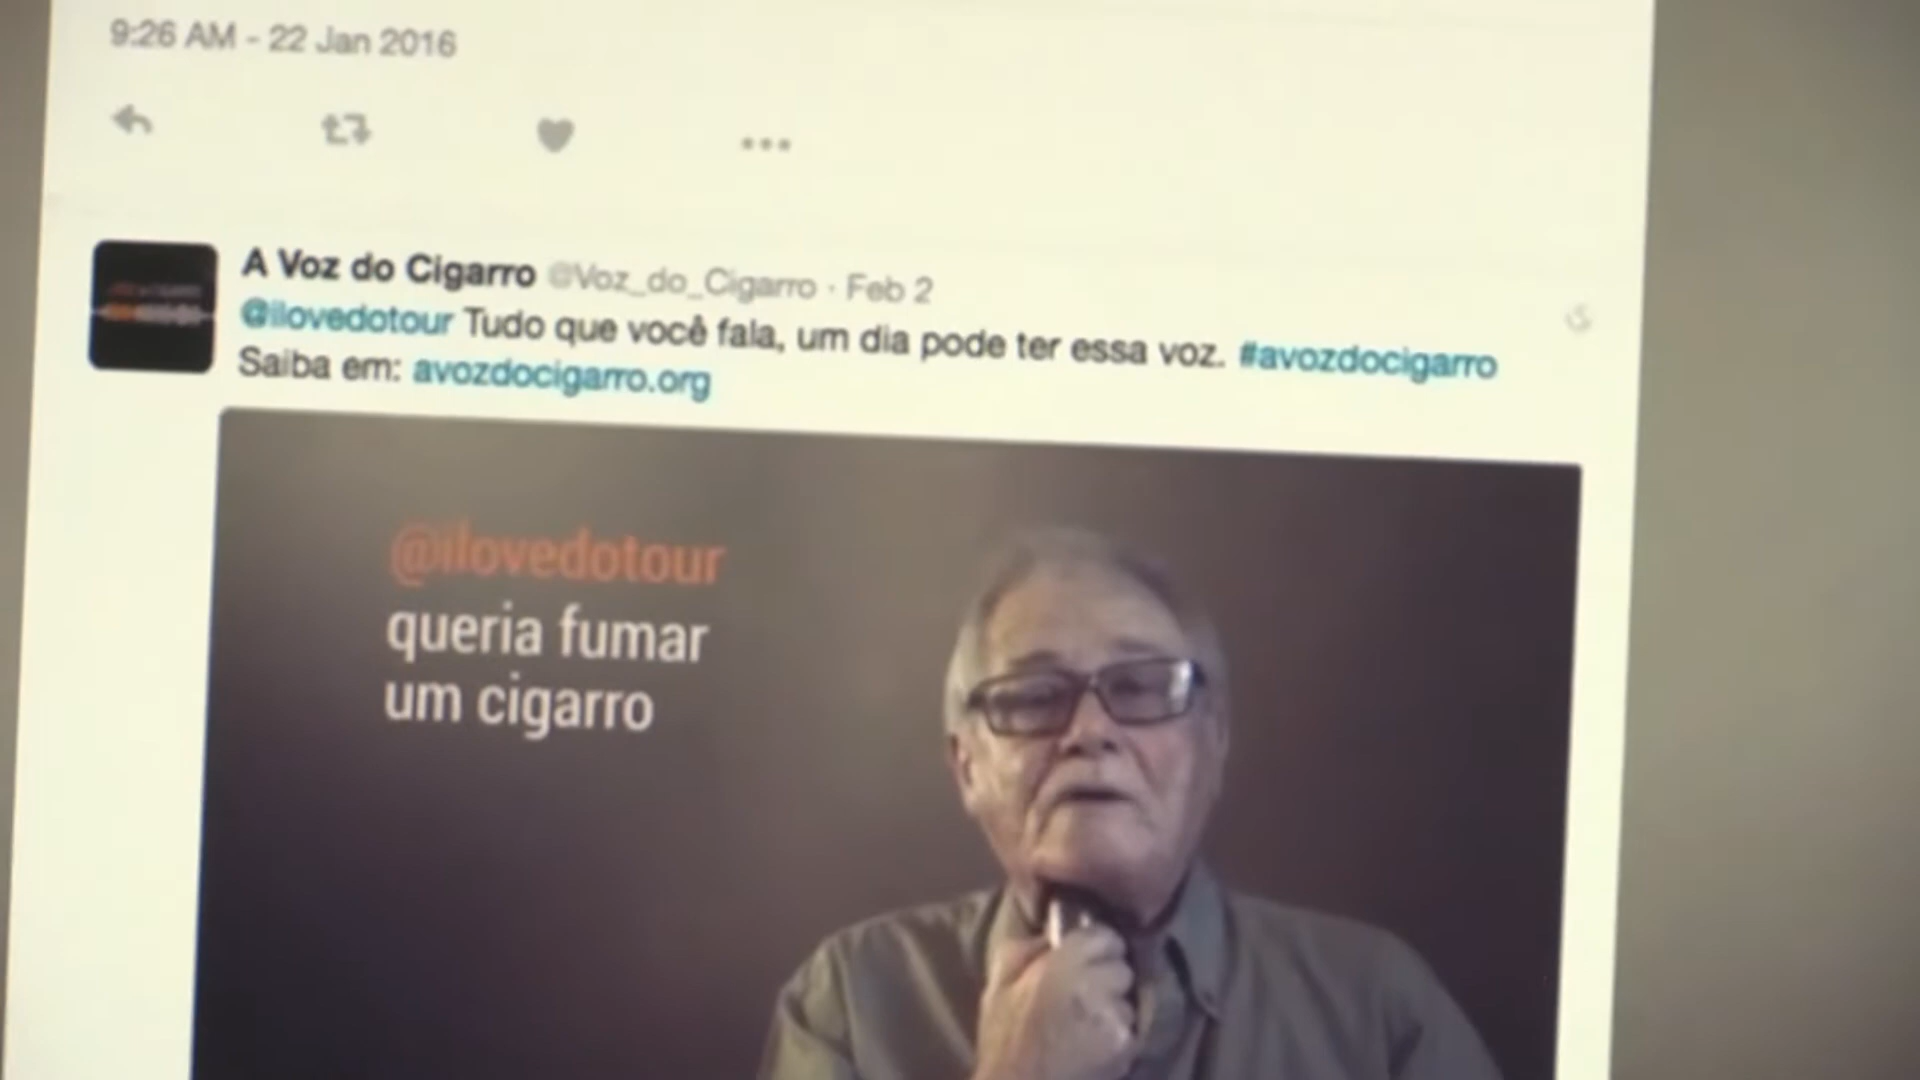 9:26 AM - 22 Jan 2016
A Voz do Cigarro @Voz_do_Cigarro · Feb 2
@ilovedotour Tudo que você fala, um dia pode ter essa voz. #avozdocigarro
Saiba em: avozdocigarro.org
@ilovedotour
queria fumar
um cigarro